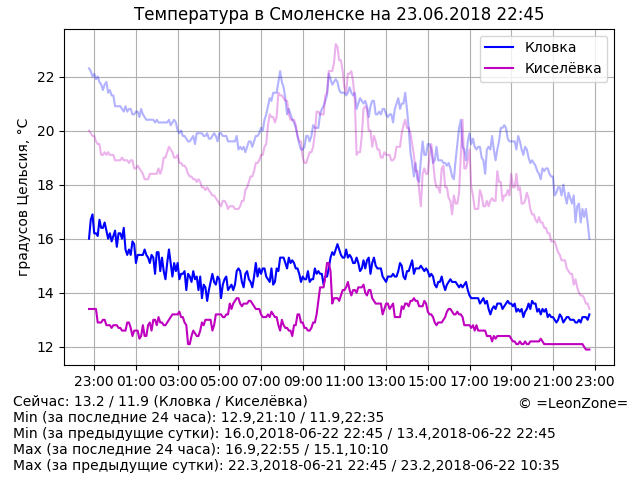 Температура в Смоленске на 23.06.2018 22:45
Кловка
Киселёвка
градусов Цельсия, °C
22
20
18
16
14
12
23:00 01:00 03:00 05:00 07:00 09:00 11:00 13:00 15:00 17:00 19:00 21:00 23:00
Сейчас: 13.2 / 11.9 (Кловка / Киселёвка)
© =LeonZone=
Min (за последние 24 часа): 12.9,21:10 / 11.9,22:35
Min (за предыдущие сутки): 16.0,2018-06-22 22:45 / 13.4,2018-06-22 22:45
Max (за последние 24 часа): 16.9,22:55 / 15.1,10:10
Max (за предыдущие сутки): 22.3,2018-06-21 22:45 / 23.2,2018-06-22 10:35